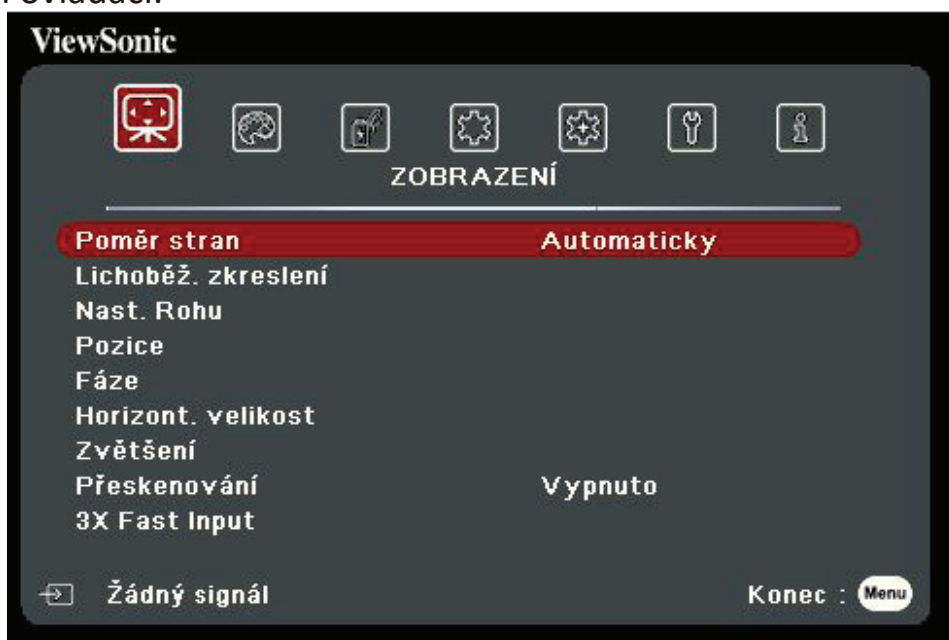 ViewSonic
ZOBRAZENÍ
Poměr stran Automaticky
Lichoběž. zkreslení
Nast. Rohu
Pozice
Fáze
Horizont. velikost
Zvětšení
Přeskenování Vypnuto
3X Fast Input
Žádný signál Konec : Menu